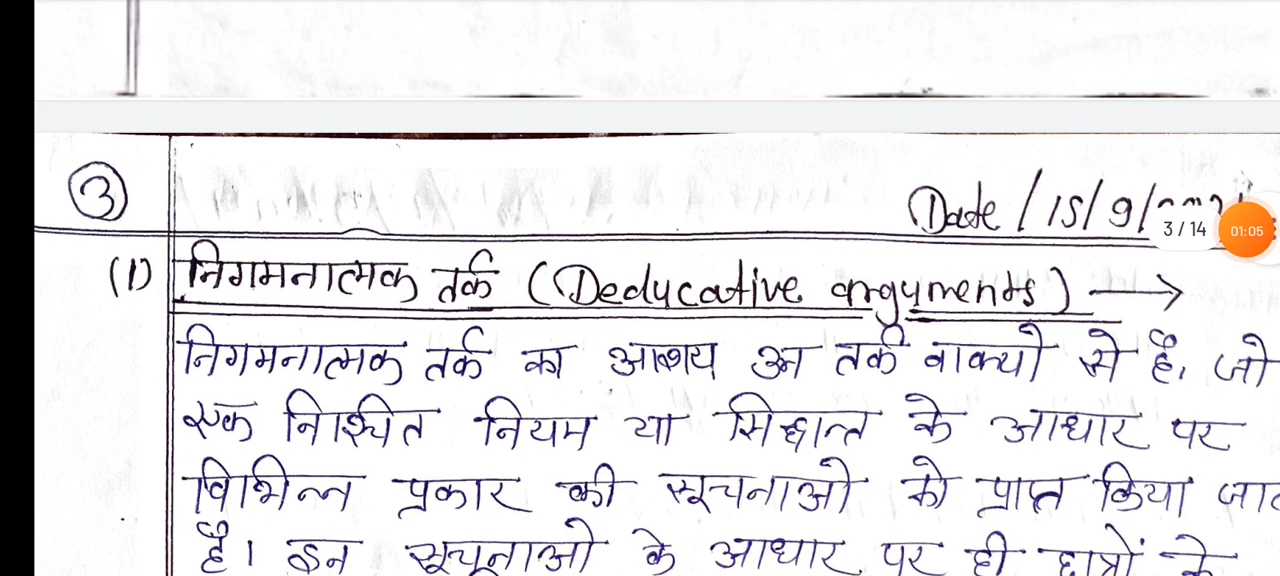 3
Date / 15/9/
3 / 14
01:05
(1) निगमनात्मक तर्क (Deducative arguments) →
निगमनात्मक तर्क का आशय उन तर्क वाक्यो से है, जो
एक निश्चित नियम या सिद्धान्त के आधार पर
विभिन्न प्रकार की सूचनाओ को प्राप्त किया
है। इन सूचनाओ के आधार पर ही छात्रों के